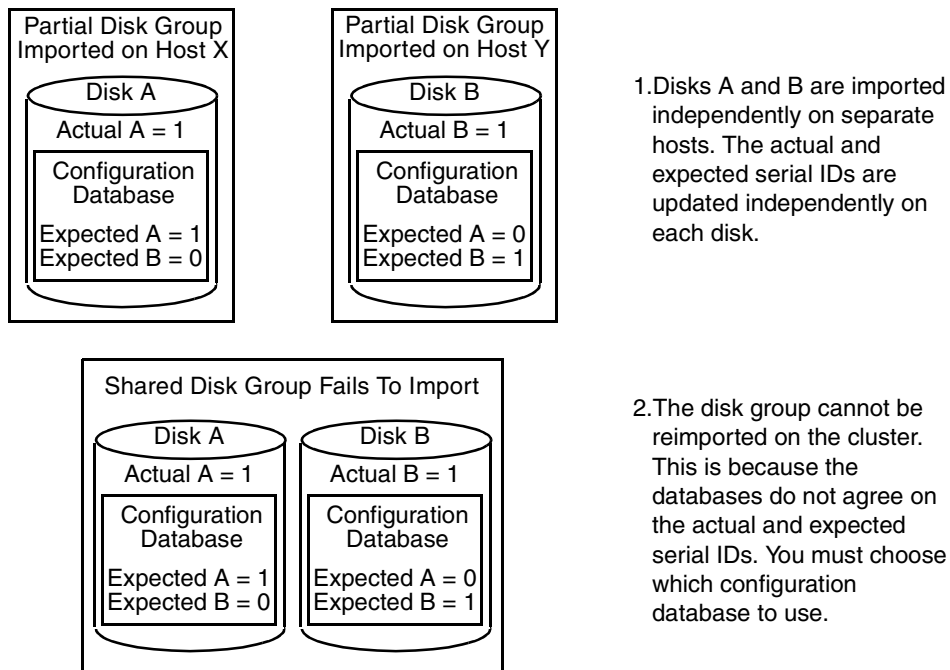 Partial Disk Group
Imported on Host X
Disk A
Actual A = 1
Configuration
Database
Expected A = 1
Expected B = 0
Partial Disk Group
Imported on Host Y
Disk B
Actual B = 1
Configuration
Database
Expected A = 0
Expected B = 1
1.Disks A and B are imported
independently on separate
hosts. The actual and
expected serial IDs are
updated independently on
each disk.
Shared Disk Group Fails To Import
Disk A
Actual A = 1
Configuration
Database
Expected A = 1
Expected B = 0
Disk B
Actual B = 1
Configuration
Database
Expected A = 0
Expected B = 1
2.The disk group cannot be
reimported on the cluster.
This is because the
databases do not agree on
the actual and expected
serial IDs. You must choose
which configuration
database to use.